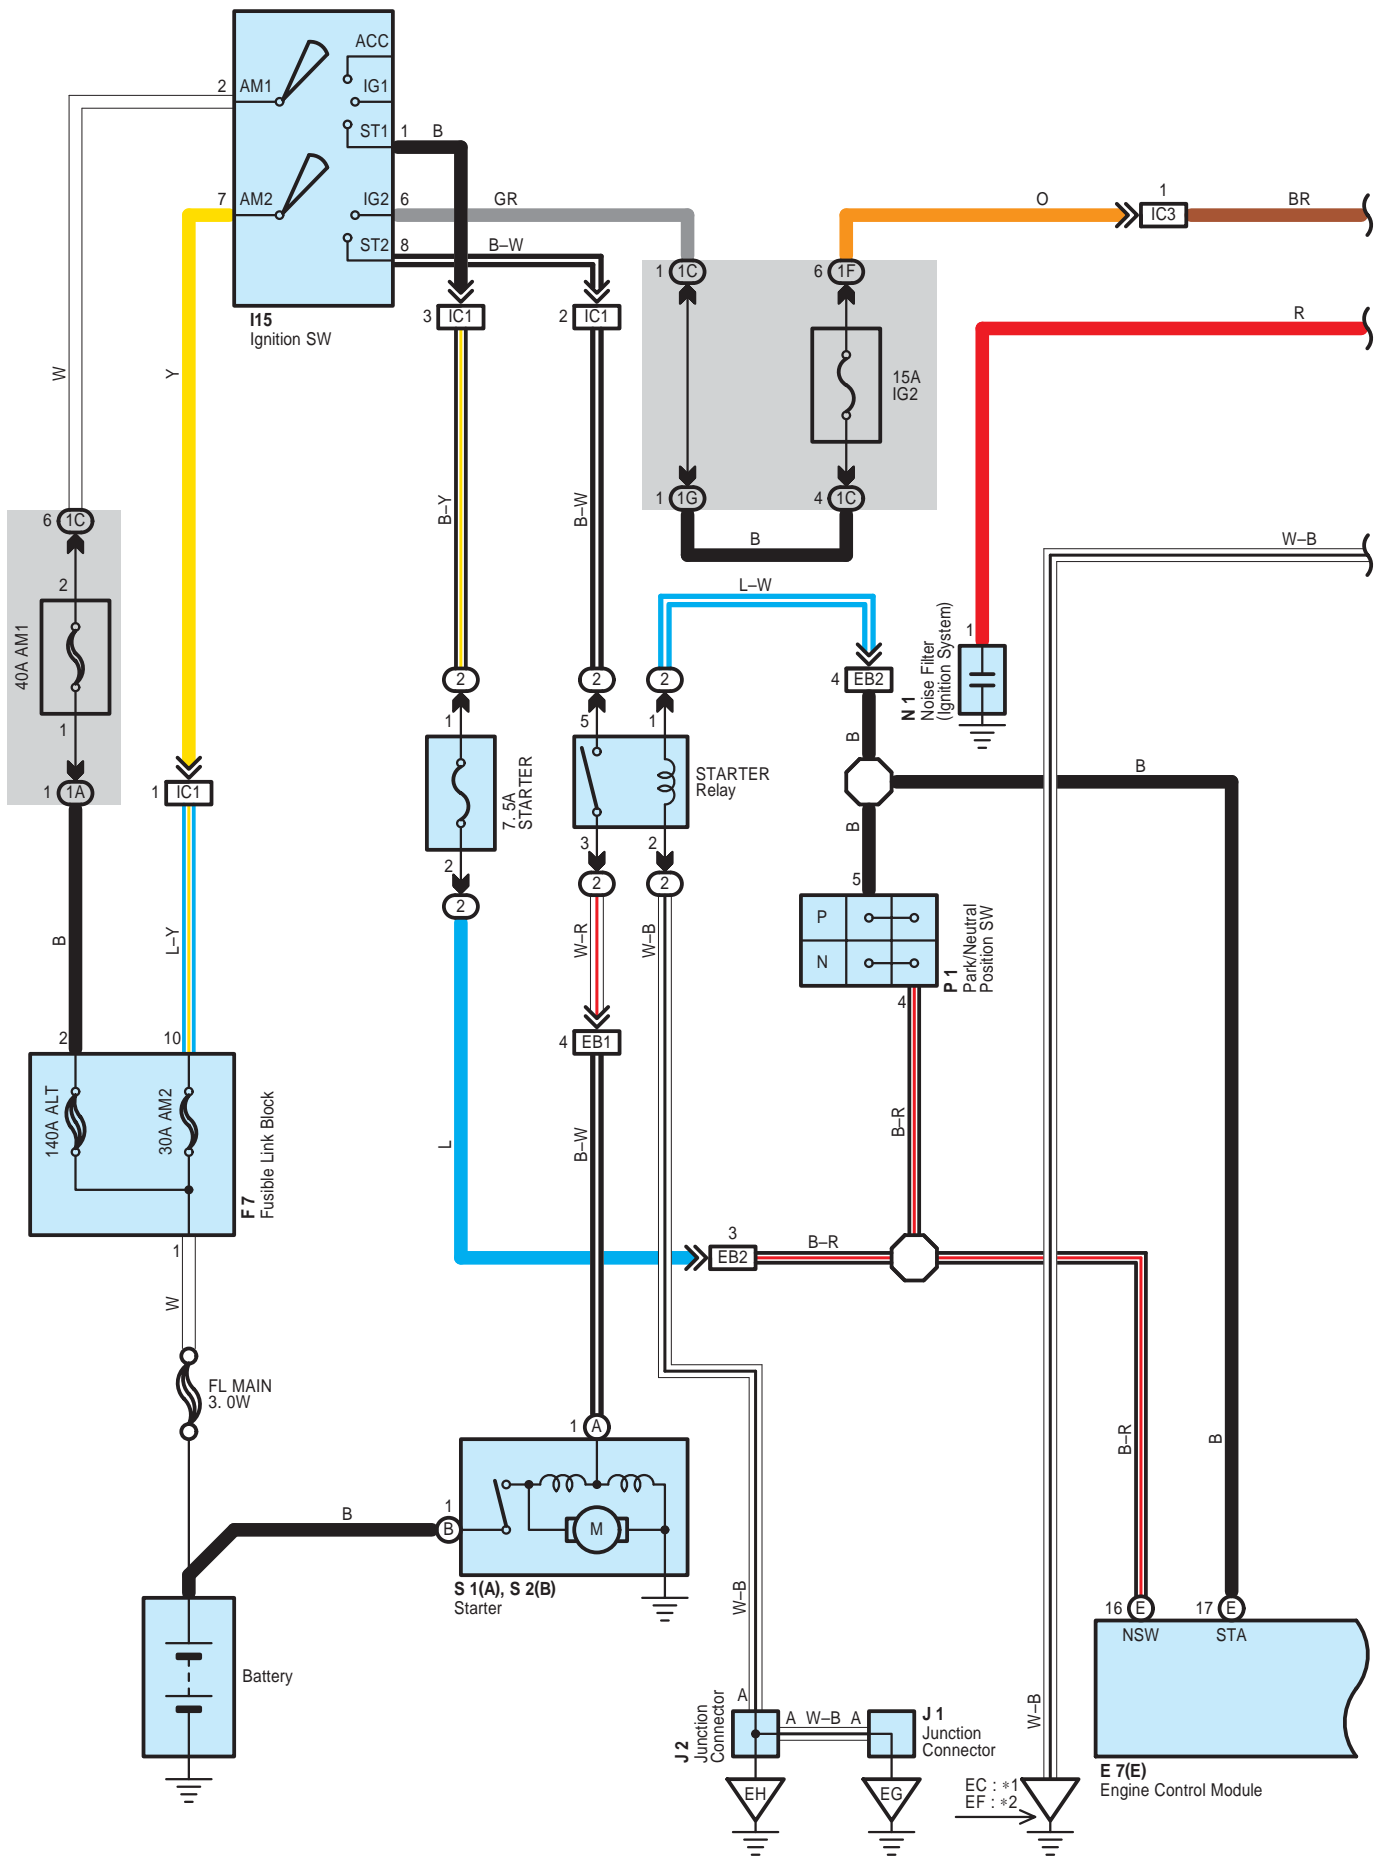 ACC
2
AM1
IG1
ST1
1
B
7
AM2
IG2
6
GR
ST2
8
B–W
I15
Ignition SW
O
1
IC3
BR
1
1C
6
1F
R
3
IC1
2
IC1
W
Y
15A
IG2
1
1G
4
1C
B
B–Y
B–W
6
1C
W–B
2
40A AM1
1
1
1A
L–W
2
2
2
4
EB2
1
N 1
Noise Filter
(Ignition System)
1
5
1
B
7. 5A
STARTER
STARTER
Relay
B
1
IC1
B
2
3
2
2
2
2
5
P
N
P 1
Park/Neutral
Position SW
4
B
L–Y
W–R
W–B
2
10
4
EB1
140A ALT
30A AM2
F 7
Fusible Link Block
1
L
B–W
B–R
3
EB2
B–R
W
FL MAIN
3. 0W
1
A
B–R
B
B
1
B
M
S 1(A), S 2(B)
Starter
W–B
16
E
17
E
NSW
STA
Battery
A
J 2
Junction
Connector
A
W–B
A
J 1
Junction
Connector
W–B
EH
EG
EC : *1
EF : *2
E 7(E)
Engine Control Module